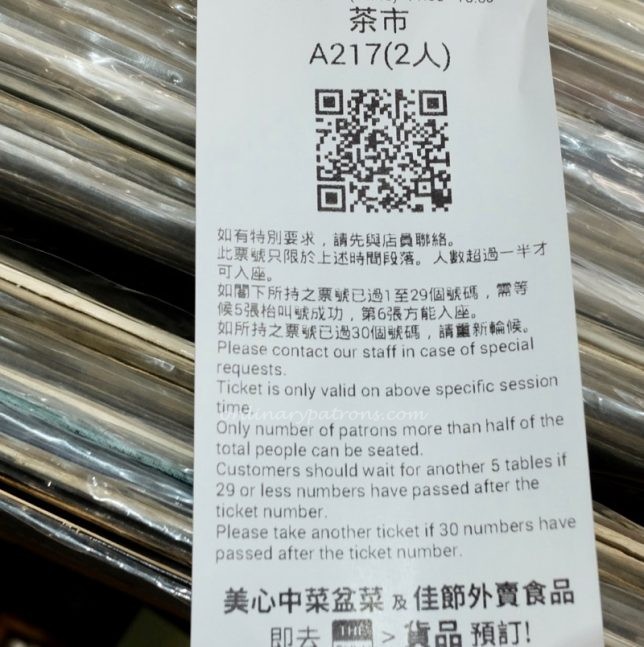 茶市
A217(2人)
如有特別要求，請先與店員聯絡。
此票號只限於上述時間段落。人數超過一半才
可入座。
如閣下所持之票號已過1至29個號碼，需等
候5張枱叫號成功，第6張方能入座。
如所持之票號已過30個號碼，請重新輪候。
Please contact our staff in case of special
requests.
Ticket is only valid on above specific session
time.
ordinarypatrons.com
Only number of patrons more than half of the
total people can be seated.
Customers should wait for another 5 tables if
29 or less numbers have passed after the
ticket number.
Please take another ticket if 30 numbers have
passed after the ticket number.
美心中菜盆菜 及 佳節外賣食品
即去 THE > 貨品 預訂!